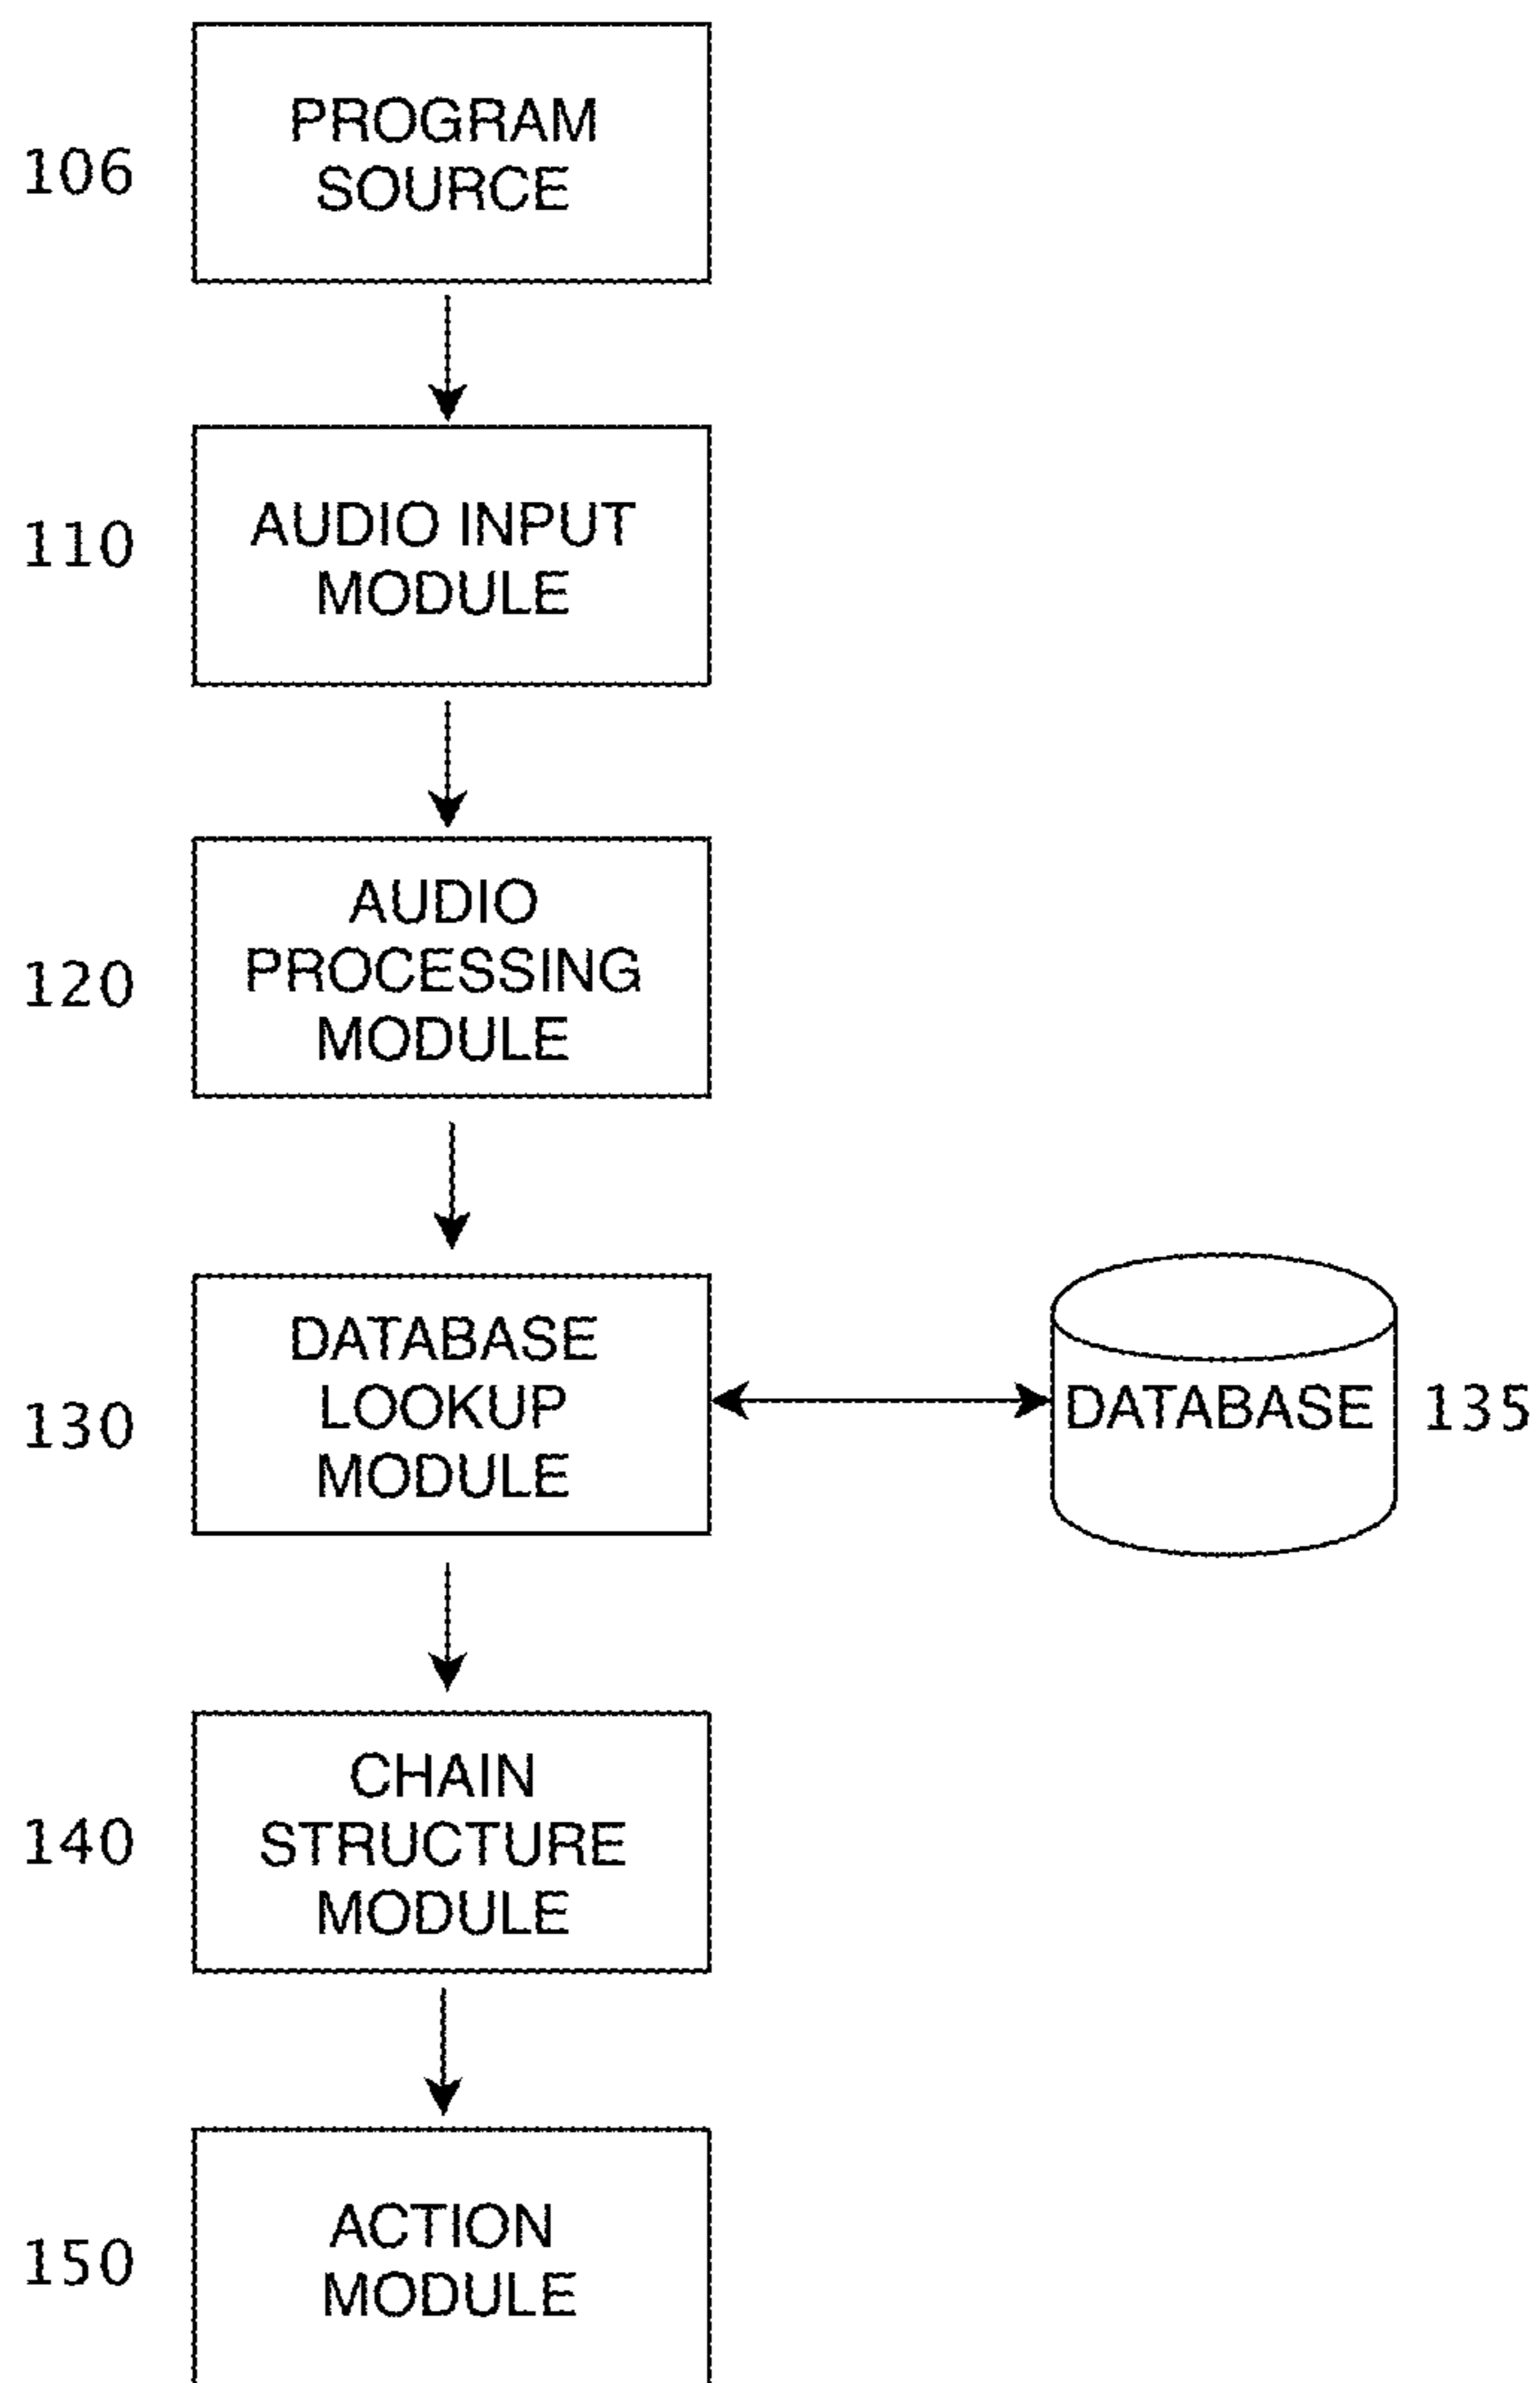 PROGRAM
SOURCE
106
AUDIO INPUT
MODULE
110
AUDIO
PROCESSING
MODULE
120
DATABASE
LOOKUP
MODULE
130
DATABASE
135
CHAIN
STRUCTURE
MODULE
140
ACTION
MODULE
150